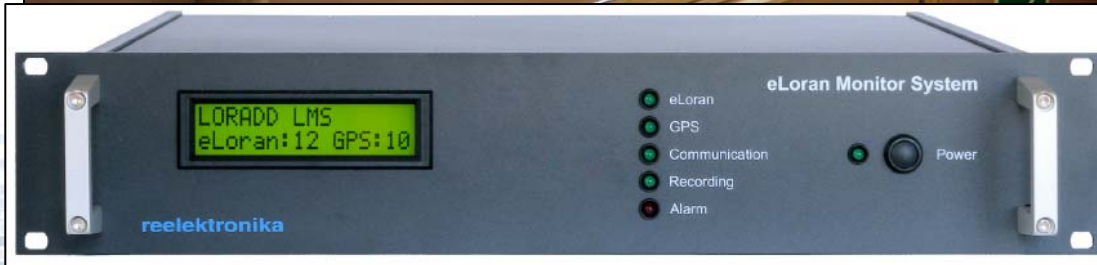 LORADD LMS
eLoran:12 GPS:10
eLoran Monitor System
eLoran
GPS
Communication
Recording
Alarm
Power
reelektronika